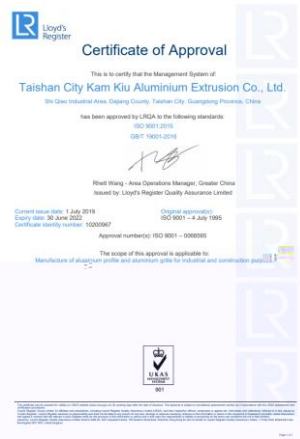 LR
Lloyd's
Register
Certificate of Approval
This is to certify that the Management System of:
Taishan City Kam Kiu Aluminium Extrusion Co., Ltd.
Shi Qiao Industrial Area, Dajiang County, Taishan City, Guangdong Province, China
has been approved by LRQA to the following standards:
ISO 9001:2015
GB/T 19001-2016
Rhett Wang - Area Operations Manager, Greater China
Issued by: Lloyd's Register Quality Assurance Limited
Current issue date: 1 July 2019
Original approval(s):
Expiry date: 30 June 2022
ISO 9001 – 4 July 1995
Certificate identity number: 10200967
Approval number(s): ISO 9001 –
The scope of this approval is applicable to:
Manufacture of aluminium profile and aluminium grille for industrial and construction purposes
UKAS
MANAGEMENT
SYSTEMS
001